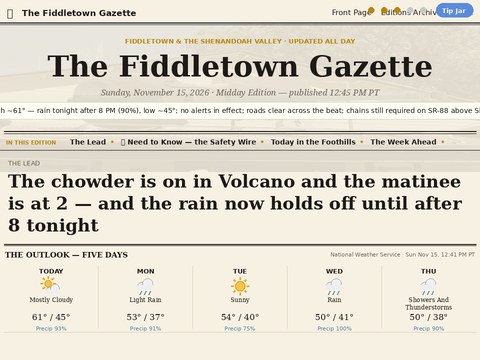 Front Page Editions Archiv
Tip Jar
FIDDLETOWN & THE SHENANDOAH VALLEY · UPDATED ALL DAY
The Fiddletown Gazette
Sunday, November 15, 2026 · Midday Edition — published 12:45 PM PT
h ~61° — rain tonight after 8 PM (90%), low ~45°; no alerts in effect; roads clear across the beat; chains still required on SR-88 above Si
IN THIS EDITION The Lead • Need to Know — the Safety Wire • Today in the Foothills • The Week Ahead •
THE LEAD
The chowder is on in Volcano and the matinee
is at 2 — and the rain now holds off until after
8 tonight
THE OUTLOOK — FIVE DAYS
National Weather Service · Sun Nov 15, 12:41 PM PT
TODAY MON TUE WED THU
Mostly Cloudy Light Rain Sunny Rain Showers And
Thunderstorms
61° / 45° 53° / 37° 54° / 40° 50° / 41° 50° / 38°
Precip 93% Precip 91% Precip 75% Precip 100% Precip 90%